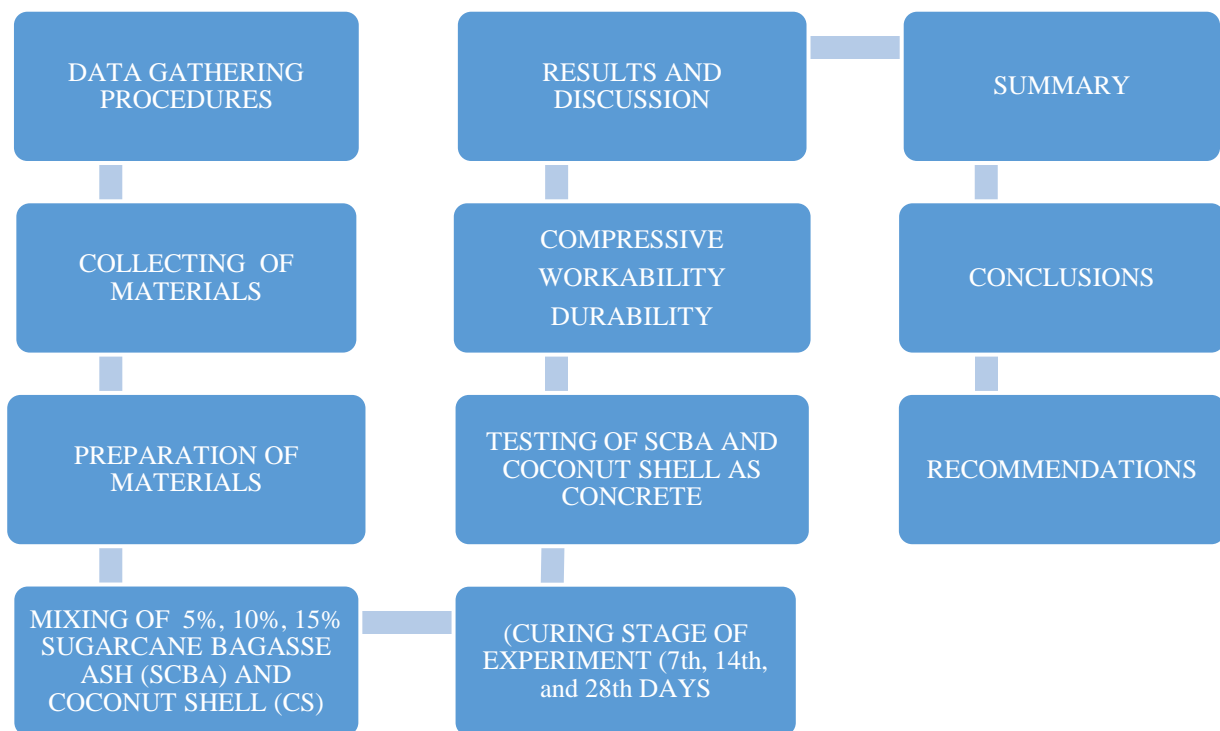 DATA GATHERING
PROCEDURES
COLLECTING OF
MATERIALS
PREPARATION OF
MATERIALS
MIXING OF 5%, 10%, 15%
SUGARCANE BAGASSE
ASH (SCBA) AND
COCONUT SHELL (CS)
(CURING STAGE OF
EXPERIMENT (7th, 14th,
and 28th DAYS
TESTING OF SCBA AND
COCONUT SHELL AS
CONCRETE
COMPRESSIVE
WORKABILITY
DURABILITY
RESULTS AND
DISCUSSION
SUMMARY
CONCLUSIONS
RECOMMENDATIONS